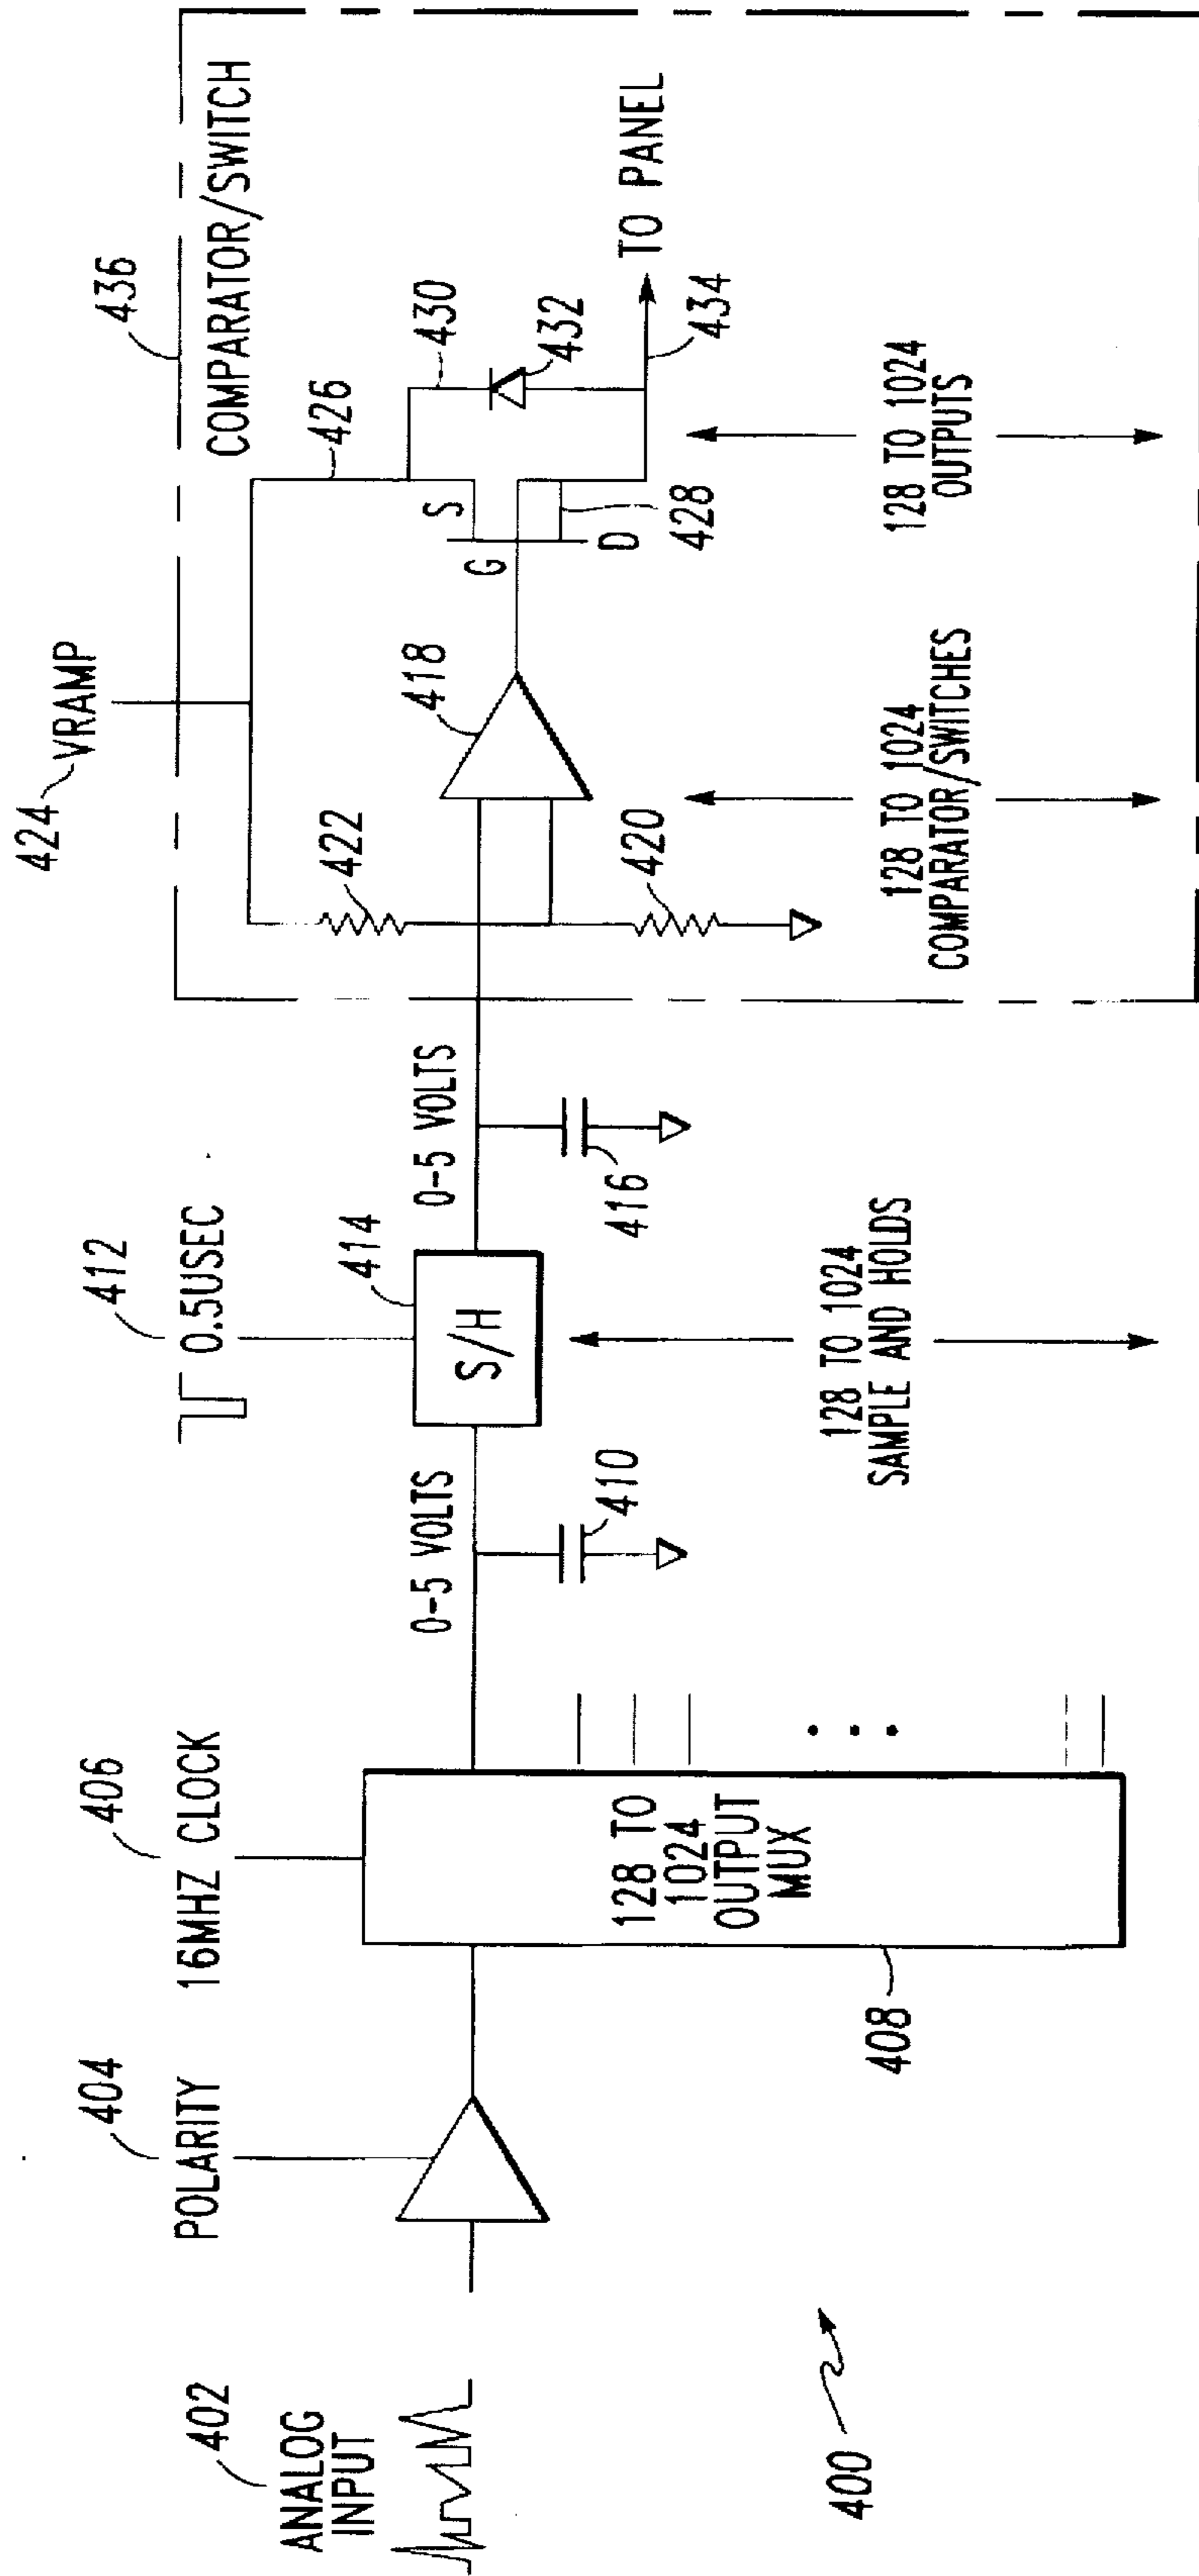 402
ANALOG
INPUT
POLARITY
404
16MHZ CLOCK
406
128 TO
1024
OUTPUT
MUX
408
0-5 VOLTS
410
0.5USEC
412
S/H
414
128 TO 1024
SAMPLE AND HOLDS
0-5 VOLTS
416
424
VRAMP
436
COMPARATOR/SWITCH
422
420
418
426
S
G
D
428
430
432
434
TO PANEL
128 TO 1024
COMPARATOR/SWITCHES
128 TO 1024
OUTPUTS
400